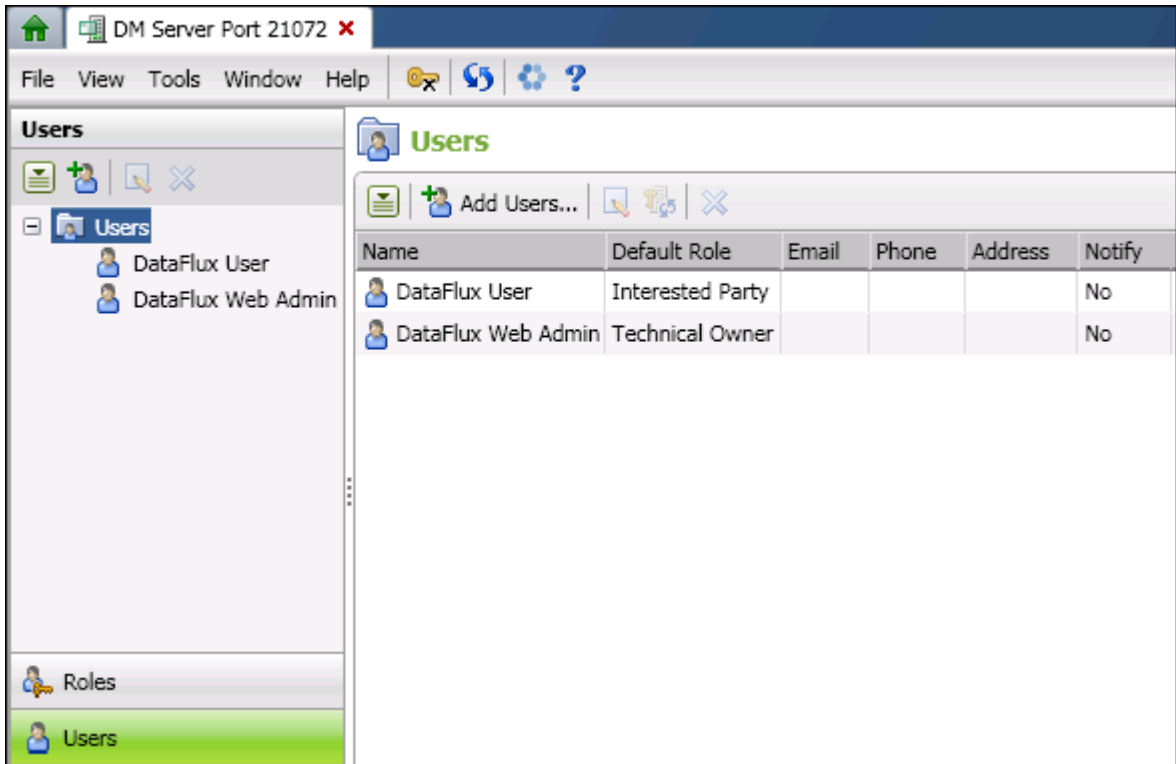 DM Server Port 21072
File View Tools Window Help
Users
Users
Add Users...
Users
DataFlux User
DataFlux Web Admin
Name Default Role Email Phone Address Notify
DataFlux User Interested Party No
DataFlux Web Admin Technical Owner No
Roles
Users